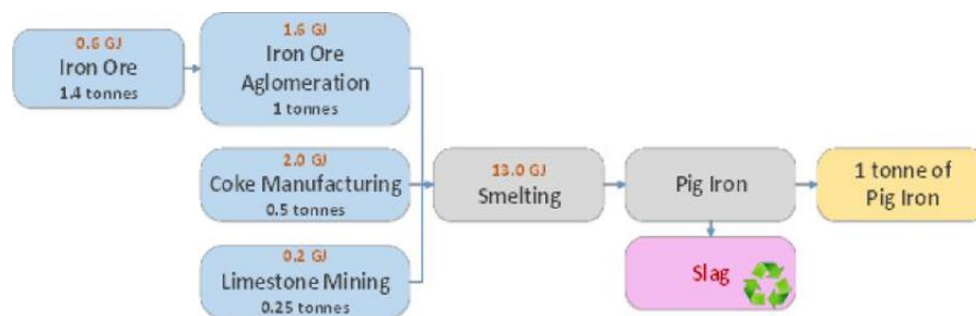 0.6 GJ
Iron Ore
1.4 tonnes
1.6 GJ
Iron Ore
Aglomeration
1 tonnes
2.0 GJ
Coke Manufacturing
0.5 tonnes
0.2 GJ
Limestone Mining
0.25 tonnes
13.0 GJ
Smelting
Pig Iron
1 tonne of
Pig Iron
Slag